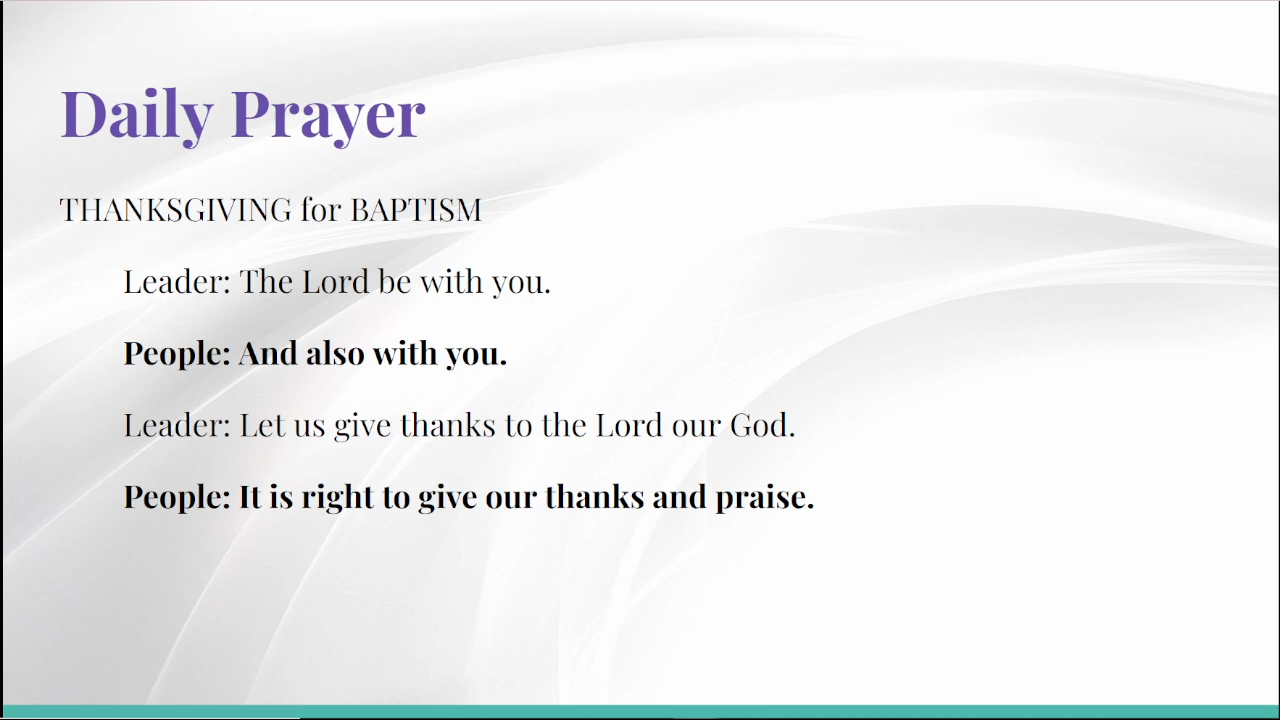 Daily Prayer
THANKSGIVING for BAPTISM
Leader: The Lord be with you.
People: And also with you.
Leader: Let us give thanks to the Lord our God.
People: It is right to give our thanks and praise.